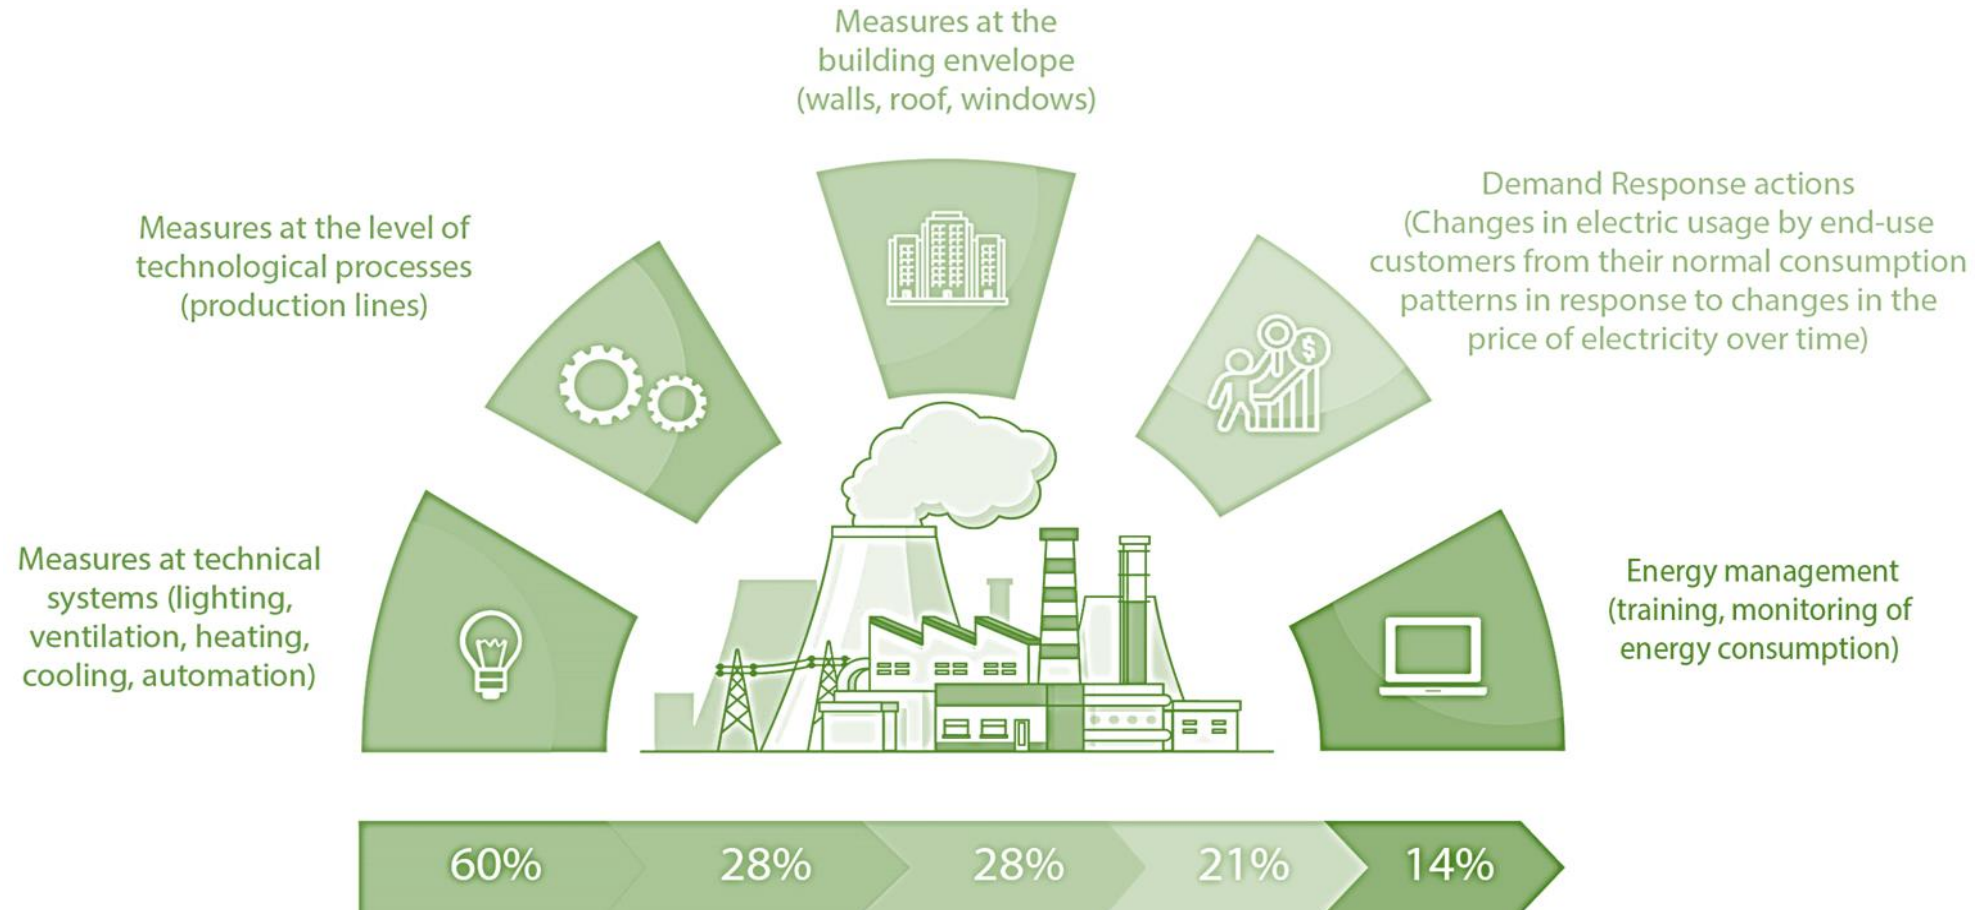 Measures at the
building envelope
(walls, roof, windows)
Demand Response actions
(Changes in electric usage by end-use
customers from their normal consumption
patterns in response to changes in the
price of electricity over time)
Measures at the level of
technological processes
(production lines)
$
Measures at technical
systems (lighting,
ventilation, heating,
cooling, automation)
Energy management
(training, monitoring of
energy consumption)
60%
28%
28%
21%
14%